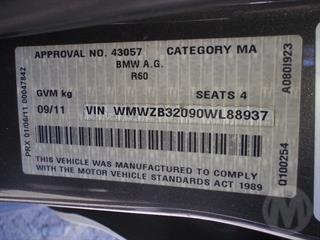 APPROVAL NO. 43057 CATEGORY MA
BMW A.G.
R60
GVM kg SEATS 4
09/11 VIN WMWZB32090WL88937
THIS VEHICLE WAS MANUFACTURED TO COMPLY
WITH THE MOTOR VEHICLE STANDARDS ACT 1989
PRX 01/06/11 00047842
A080I923
Q100254